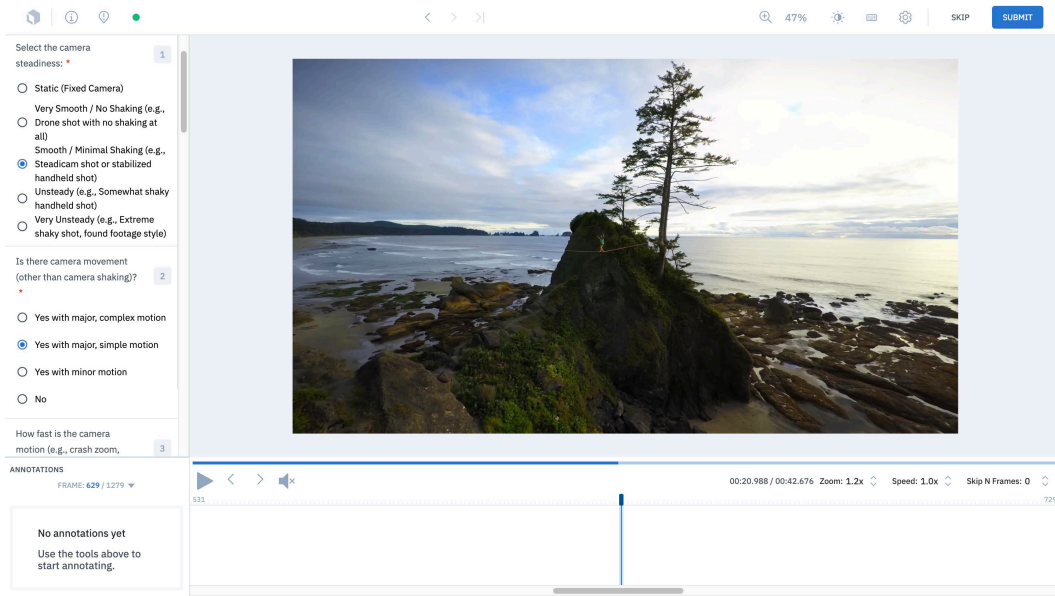 47%
SKIP
SUBMIT
Select the camera
steadiness: *
1
Static (Fixed Camera)
Very Smooth / No Shaking (e.g.,
Drone shot with no shaking at
all)
Smooth / Minimal Shaking (e.g.,
Steadicam shot or stabilized
handheld shot)
Unsteady (e.g., Somewhat shaky
handheld shot)
Very Unsteady (e.g., Extreme
shaky shot, found footage style)
Is there camera movement
(other than camera shaking)?
*
2
Yes with major, complex motion
Yes with major, simple motion
Yes with minor motion
No
How fast is the camera
motion (e.g., crash zoom,
3
ANNOTATIONS
FRAME: 629 / 1279
No annotations yet
Use the tools above to
start annotating.
00:20.988 / 00:42.676 Zoom: 1.2x Speed: 1.0x Skip N Frames: 0
531
729